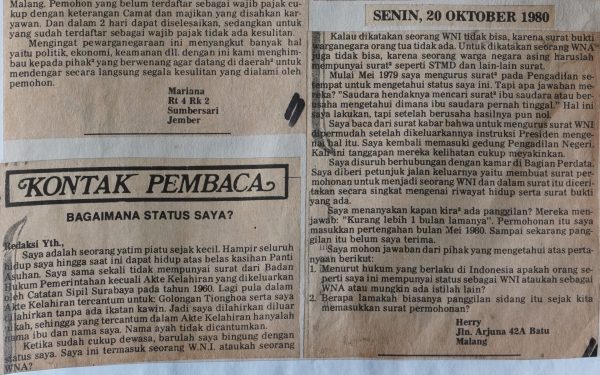 Malang. Pemohon yang belum terdaftar sebagai wajib pajak cu-
kup dengan keterangan Camat dan majikan yang disahkan kar-
yawan. Dan dalam 2 hari dapat diselesaikan, sedangkan untuk
yang sudah terdaftar sebagai wajib pajak tidak ada kesulitan.
Mengingat pewarganegaraan ini menyangkut banyak hal
yaitu politik, ekonomi, keamanan dll. dengan ini kami menghim-
bau kepada pihak² yang berwenang agar datang di daerah² untuk
mendengar secara langsung segala kesulitan yang dialami oleh
pemohon.
Mariana
Rt 4 Rk 2
Sumbersari
Jember
KONTAK PEMBACA
BAGAIMANA STATUS SAYA?
Redaksi Yth.,
Saya adalah seorang yatim piatu sejak kecil. Hampir seluruh
hidup saya hingga saat ini dapat hidup atas belas kasihan Panti
Asuhan. Saya sama sekali tidak mempunyai surat dari Badan
Hukum Pemerintahan kecuali Akte Kelahiran yang dikeluarkan
oleh Catatan Sipil Surabaya pada tahun 1960. Lagi pula dalam
Akte Kelahiran tercantum untuk: Golongan Tionghoa serta saya
dilahirkan tanpa ada ikatan kawin. Jadi saya dilahirkan diluar
nikah, sehingga yang tercantum dalam Akte Kelahiran hanyalah
nama ibu dan nama saya. Nama ayah tidak dicantumkan.
Ketika sudah cukup dewasa, barulah saya bingung dengan
status saya. Saya ini termasuk seorang W.N.I. ataukah seorang
WNA?
SENIN, 20 OKTOBER 1980
Kalau dikatakan seorang WNI tidak bisa, karena surat bukti
warganegara orang tua tidak ada. Untuk dikatakan seorang WNA
juga tidak bisa, karena seorang warga negara asing haruslah
mempunyai surat² seperti STMD dan lain-lain surat.
Mulai Mei 1979 saya mengurus surat² pada Pengadilan se-
tempat untuk mengetahui status saya ini. Tapi apa jawaban me-
reka? "Saudara hendaknya mencari surat² ibu saudara atau ber-
usaha mengetahui dimana ibu saudara pernah tinggal." Hal ini
saya lakukan, tapi setelah berusaha hasilnya pun nol.
Saya baca dari surat kabar bahwa untuk mengurus surat WNI
dipermudah setelah dikeluarkannya instruksi Presiden menge-
nai hal itu. Saya kembali memasuki gedung Pengadilan Negeri.
Kali ini tanggapan mereka kelihatan cukup meyakinkan.
Saya disuruh berhubungan dengan kamar di Bagian Perdata.
Saya diberi petunjuk jalan keluarnya yaitu membuat surat per-
mohonan untuk menjadi seorang WNI dan dalam surat itu diceri-
takan secara singkat mengenai riwayat hidup serta surat bukti
yang ada.
Saya menanyakan kapan kira² ada panggilan? Mereka men-
jawab: "Kurang lebih 1 bulan lamanya". Permohonan itu saya
masukkan pertengahan bulan Mei 1980. Sampai sekarang pang-
gilan itu belum saya terima.
Saya mohon jawaban dari pihak yang mengetahui atas perta-
nyaan berikut:
1. Menurut hukum yang berlaku di Indonesia apakah orang se-
perti saya ini mempunyai status sebagai WNI ataukah sebagai
WNA atau mungkin ada istilah lain?
2. Berapa lamakah biasanya panggilan sidang itu sejak kita
memasukkan surat permohonan?
Herry
Jln. Arjuna 42A Batu
Malang